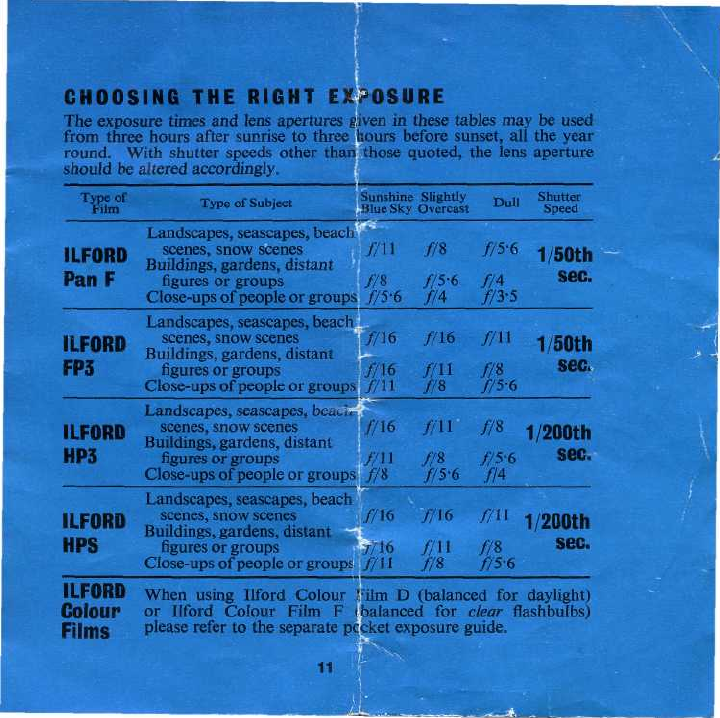 CHOOSING THE RIGHT EXPOSURE
The exposure times and lens apertures given in these tables may be used
from three hours after sunrise to three hours before sunset, all the year
round. With shutter speeds other than those quoted, the lens aperture
should be altered accordingly.
Type of Film Type of Subject Sunshine Blue Sky Slightly Overcast Dull Shutter Speed
Landscapes, seascapes, beach
ILFORD scenes, snow scenes f/11 f/8 f/5·6 1/50th
Buildings, gardens, distant
Pan F figures or groups f/8 f/5·6 f/4 sec.
Close-ups of people or groups f/5·6 f/4 f/3·5
Landscapes, seascapes, beach
ILFORD scenes, snow scenes f/16 f/16 f/11 1/50th
Buildings, gardens, distant
FP3 figures or groups f/16 f/11 f/8 sec.
Close-ups of people or groups f/11 f/8 f/5·6
Landscapes, seascapes, beach
ILFORD scenes, snow scenes f/16 f/11 f/8 1/200th
Buildings, gardens, distant
HP3 figures or groups f/11 f/8 f/5·6 sec.
Close-ups of people or groups f/8 f/5·6 f/4
Landscapes, seascapes, beach
ILFORD scenes, snow scenes f/16 f/16 f/11 1/200th
Buildings, gardens, distant
HPS figures or groups f/16 f/11 f/8 sec.
Close-ups of people or groups f/11 f/8 f/5·6
ILFORD When using Ilford Colour Film D (balanced for daylight)
Colour or Ilford Colour Film F (balanced for clear flashbulbs)
Films please refer to the separate pocket exposure guide.
11